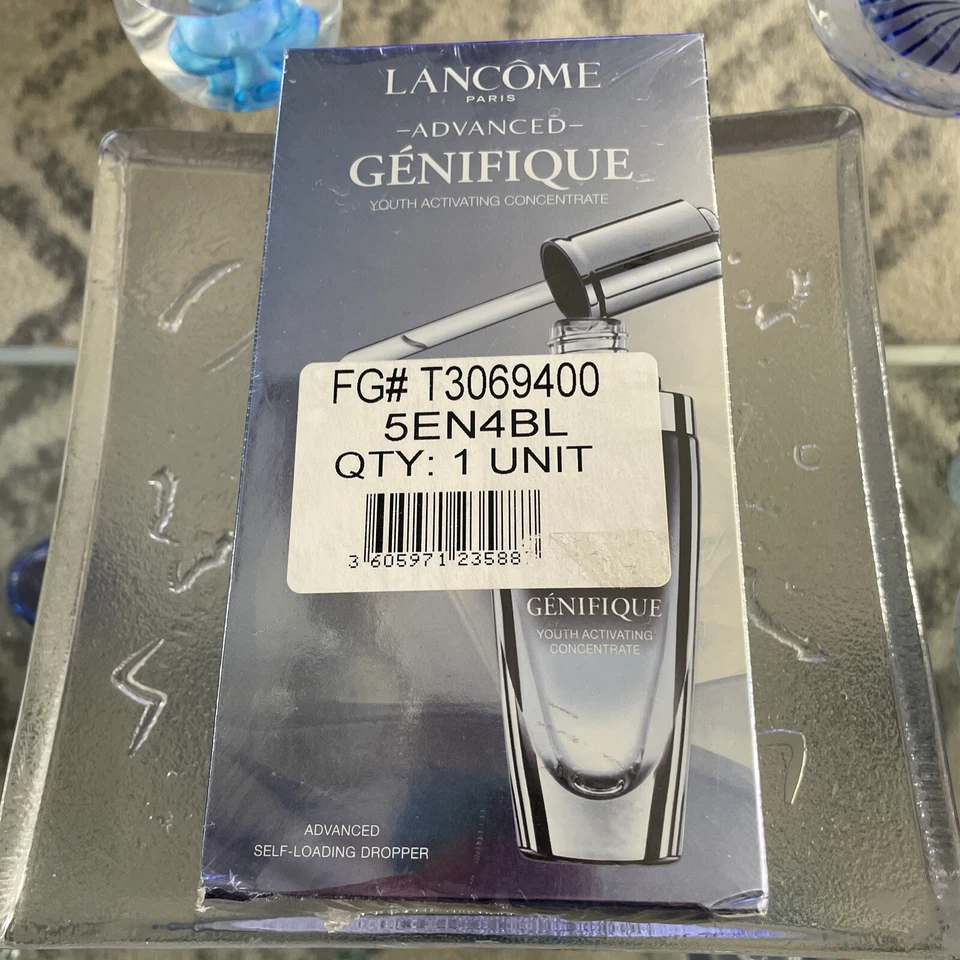 LANCÔME
PARIS
–ADVANCED–
GÉNIFIQUE
YOUTH ACTIVATING CONCENTRATE
FG# T3069400
5EN4BL
QTY: 1 UNIT
3 605971 23588
GÉNIFIQUE
YOUTH ACTIVATING
CONCENTRATE
ADVANCED
SELF-LOADING DROPPER